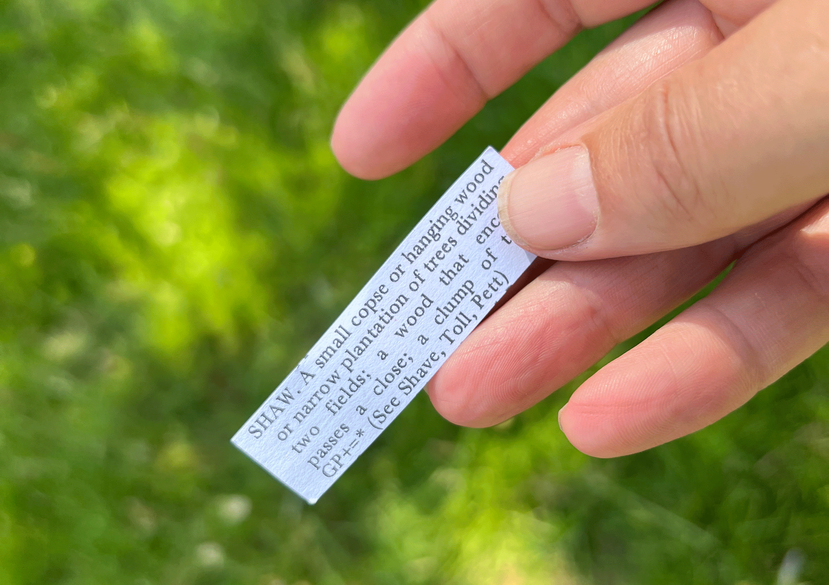 SHAW. A small copse or hanging wood
or narrow plantation of trees dividing
two fields; a wood that enc
passes a close; a clump of t
GP+=* (See Shave, Toll, Pett)